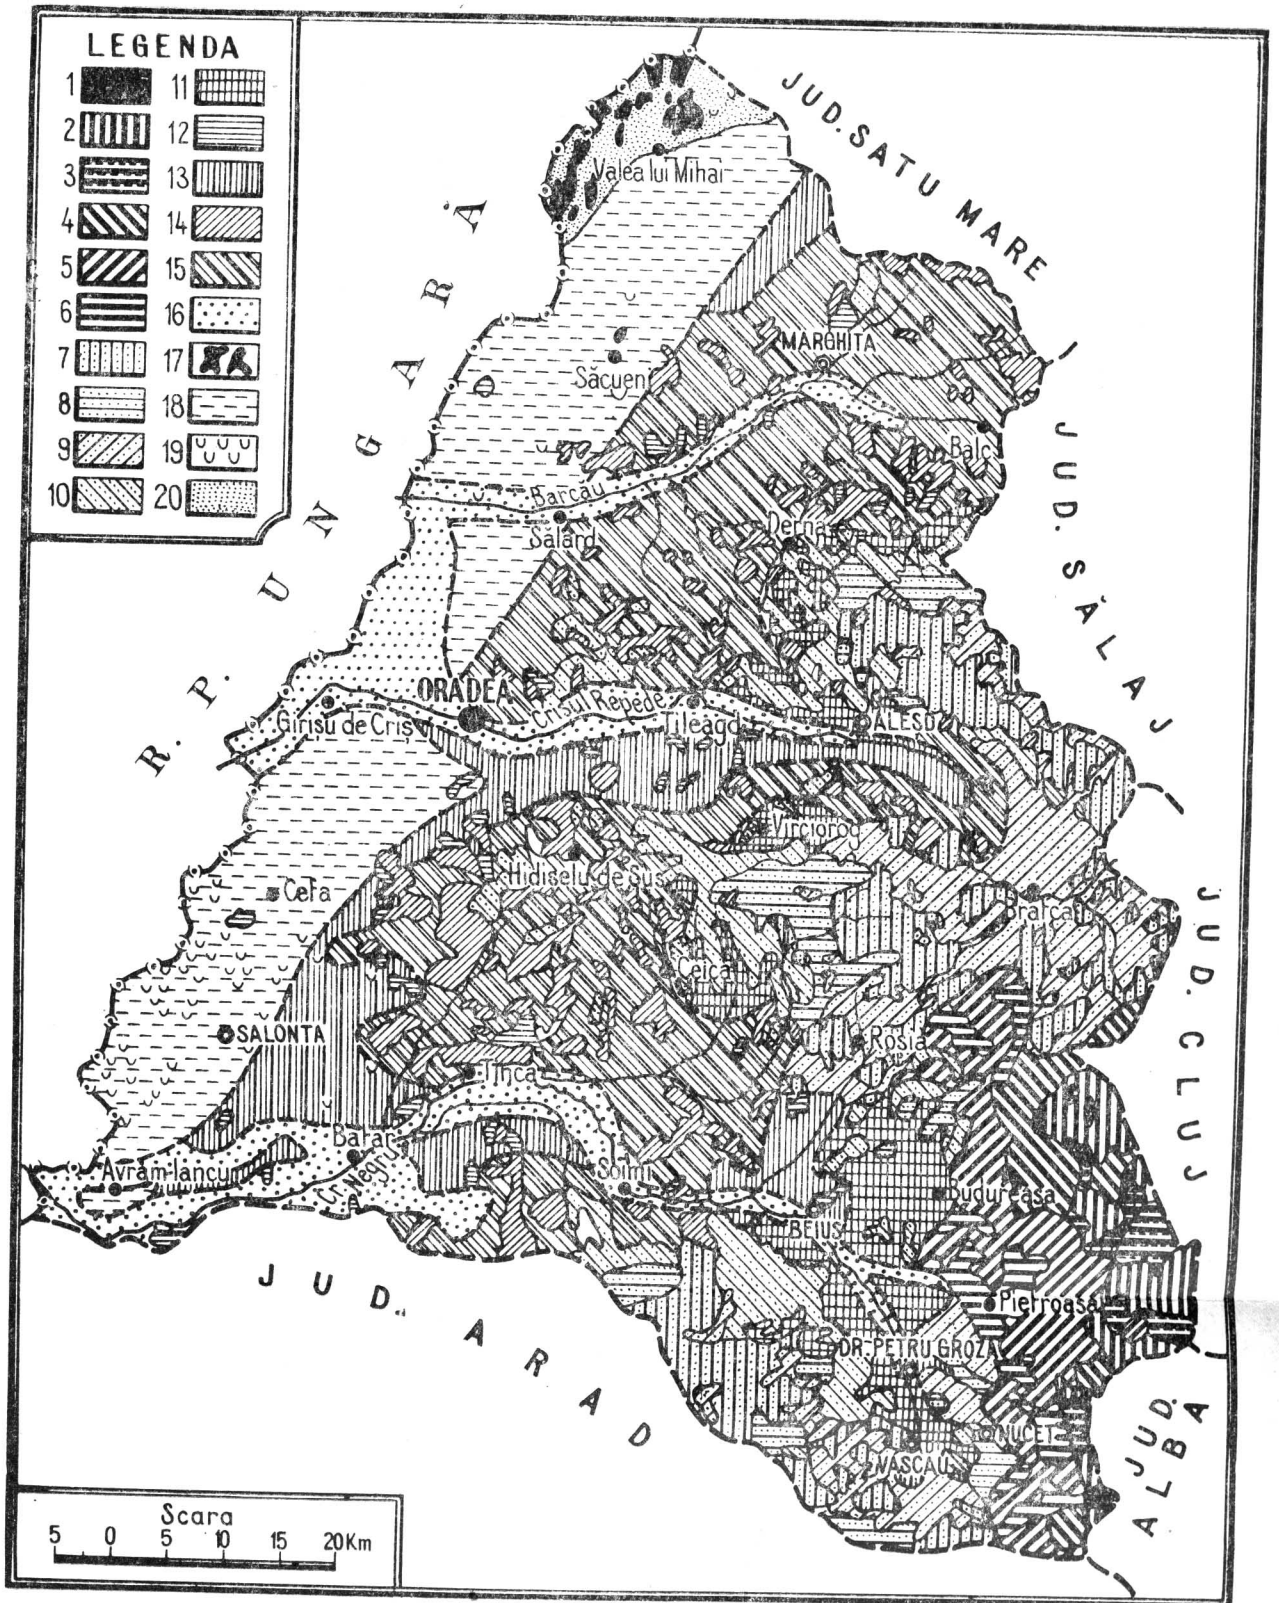 LEGENDA
1
2
3
4
5
6
7
8
9
10
11
12
13
14
15
16
17
18
19
20
JUD. SATU MARE
R. P. UNGARĂ
Valea lui Mihai
MARGHITA
Săcueni
Balc
JUD. SĂLAJ
Barcău
Sălard
Derna
ORADEA
Crișul Repede
Girișu de Criș
Tileagd
ALEȘD
Vîrciorog
Hidișelu de Sus
Cefa
Bratca
JUD. CLUJ
Ceica
SALONTA
Roșia
Tinca
Batăr
Avram Iancu
Cr. Negru
Șoimi
Budureasa
BEIUȘ
Pietroasa
JUD. ARAD
DR. PETRU GROZA
NUCET
VAȘCĂU
JUD.
ALBA
Scara
5 0 5 10 15 20 Km